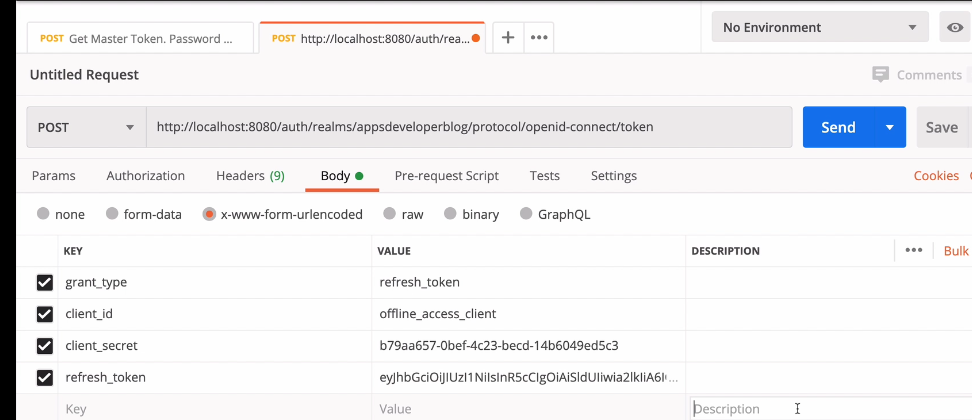 POST Get Master Token. Password ...
POST http://localhost:8080/auth/rea...
+
•••
No Environment
Untitled Request
Comments
POST
http://localhost:8080/auth/realms/appsdeveloperblog/protocol/openid-connect/token
Send
Save
Params Authorization Headers (9) Body Pre-request Script Tests Settings Cookies
none form-data x-www-form-urlencoded raw binary GraphQL
KEY VALUE DESCRIPTION ••• Bulk
grant_type refresh_token
client_id offline_access_client
client_secret b79aa657-0bef-4c23-becd-14b6049ed5c3
refresh_token
Key Value Description